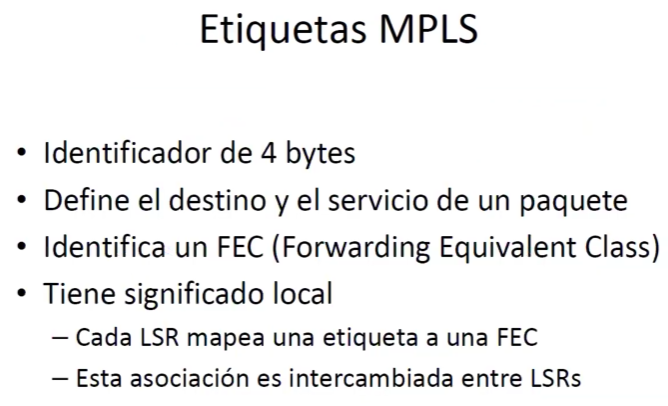 Etiquetas MPLS
• Identificador de 4 bytes
• Define el destino y el servicio de un paquete
• Identifica un FEC (Forwarding Equivalent Class)
• Tiene significado local
– Cada LSR mapea una etiqueta a una FEC
– Esta asociación es intercambiada entre LSRs